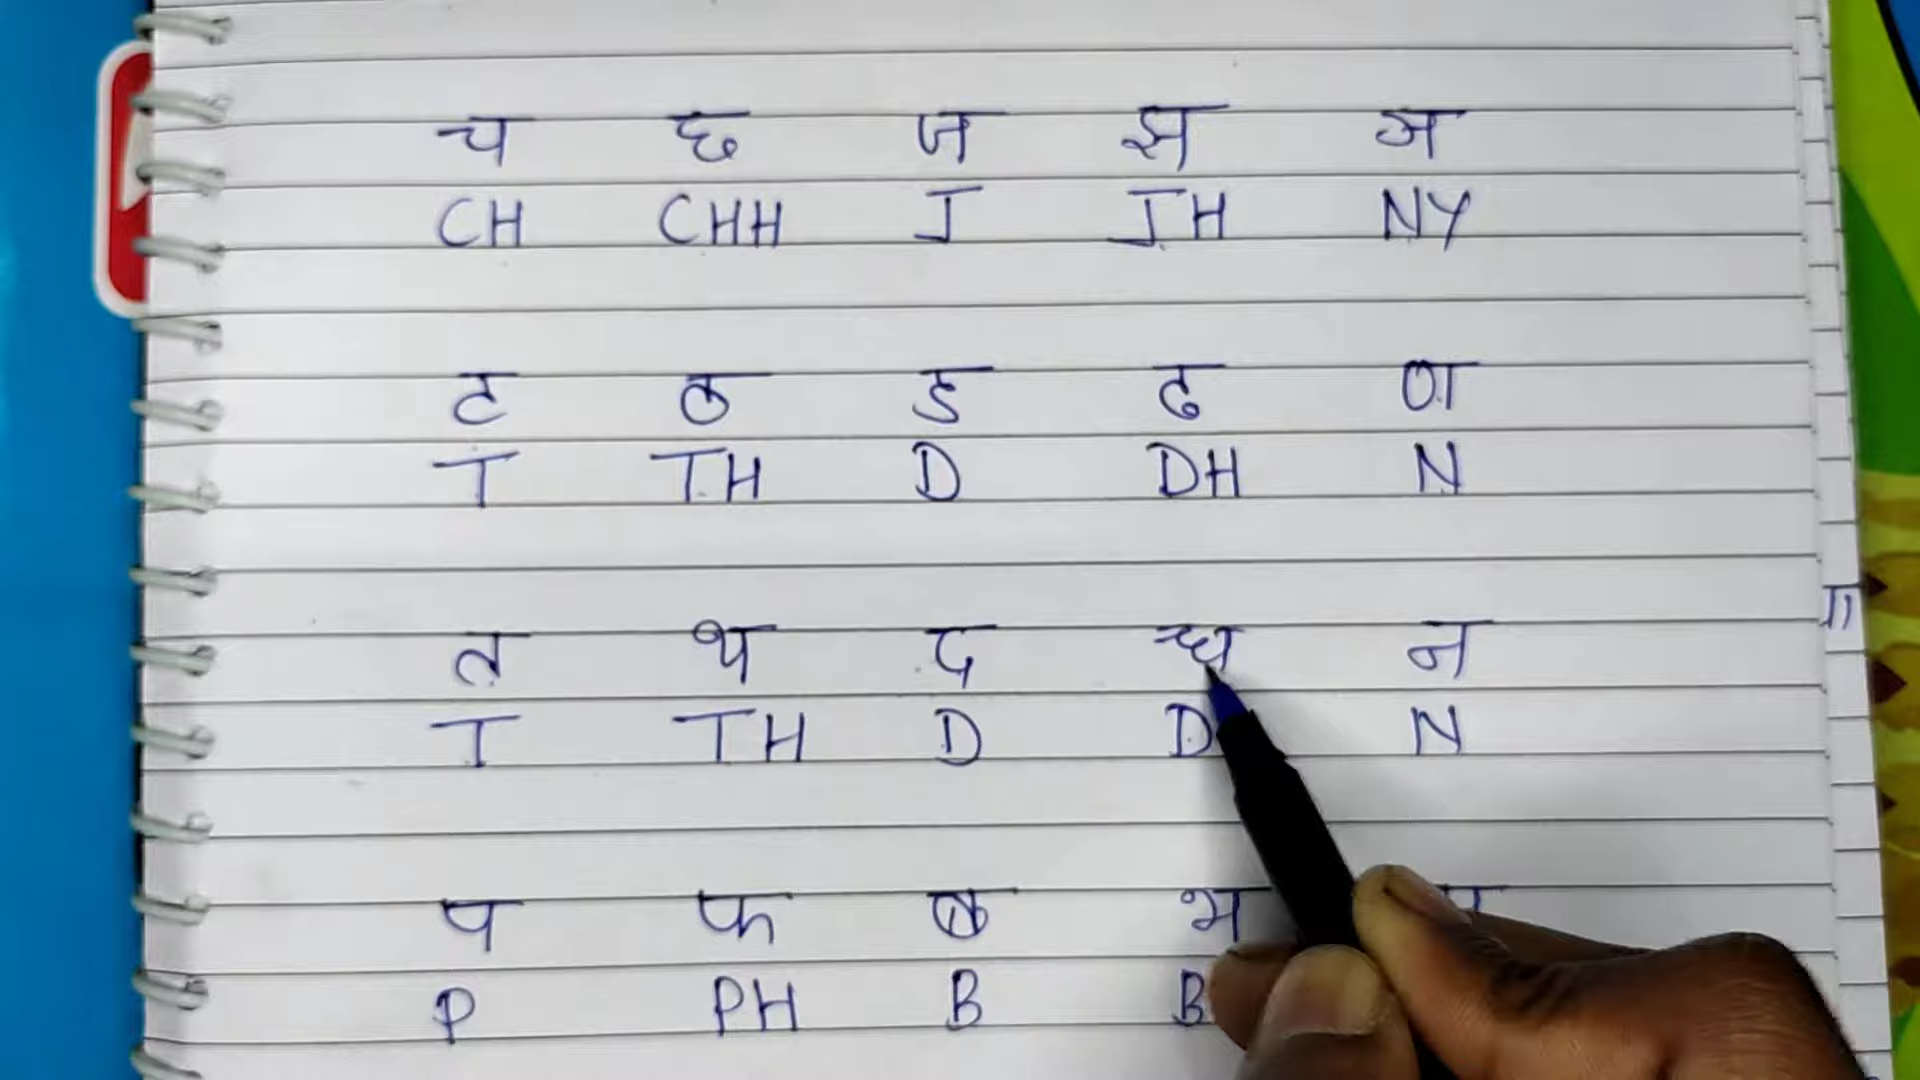 च छ ज झ ञ
CH CHH J JH NY
ट ठ ड ढ ण
T TH D DH N
त थ द ध न
T TH D D N
प फ ब भ
P PH B B